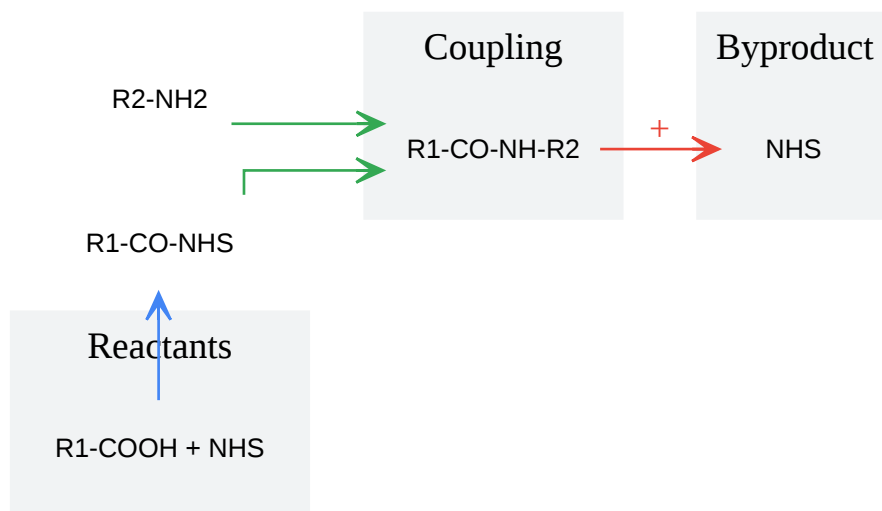 Coupling
Byproduct
R2-NH2
+
R1-CO-NH-R2
NHS
R1-CO-NHS
Reactants
R1-COOH + NHS